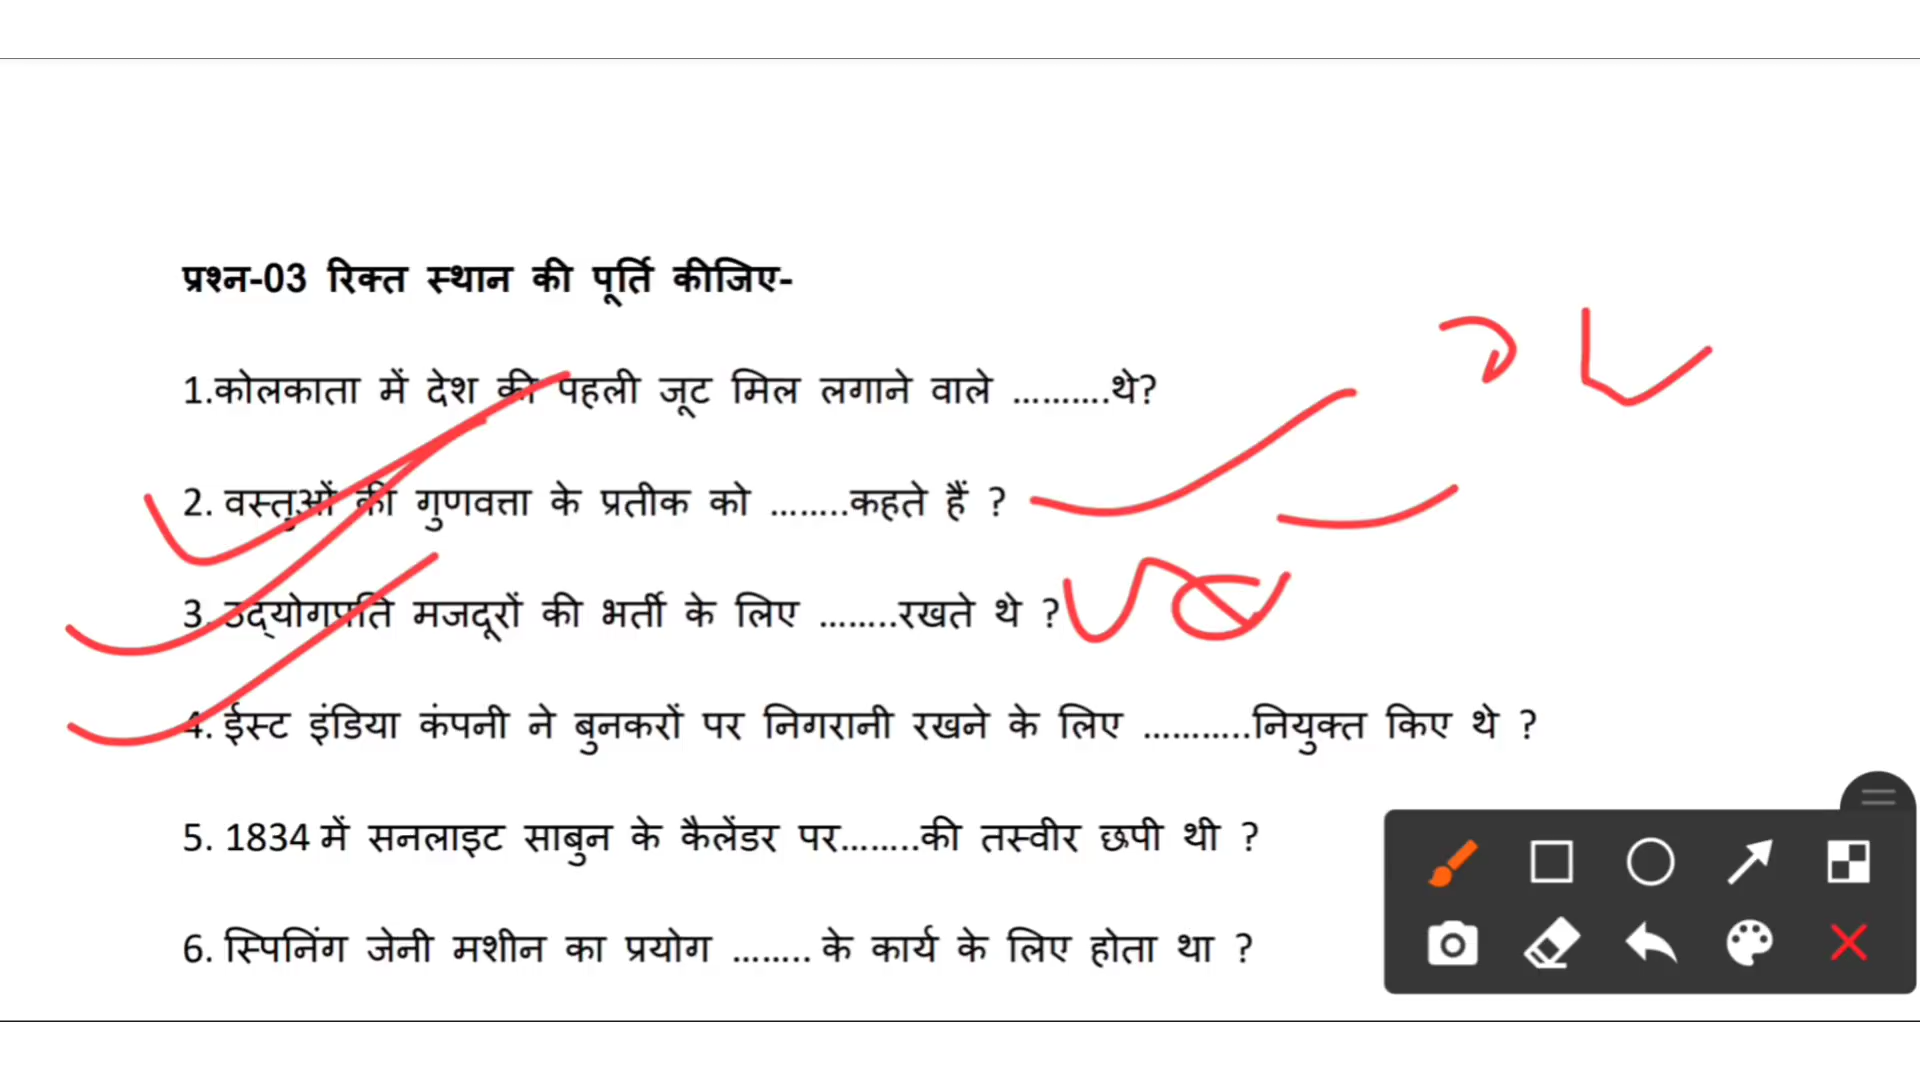 प्रश्न-03 रिक्त स्थान की पूर्ति कीजिए-
1.कोलकाता में देश की पहली जूट मिल लगाने वाले ..........थे?
2. वस्तुओं की गुणवत्ता के प्रतीक को ........कहते हैं ?
3. उद्योगपति मजदूरों की भर्ती के लिए ........रखते थे ?
4. ईस्ट इंडिया कंपनी ने बुनकरों पर निगरानी रखने के लिए ...........नियुक्त किए थे ?
5. 1834 में सनलाइट साबुन के कैलेंडर पर........की तस्वीर छपी थी ?
6. स्पिनिंग जेनी मशीन का प्रयोग ........ के कार्य के लिए होता था ?